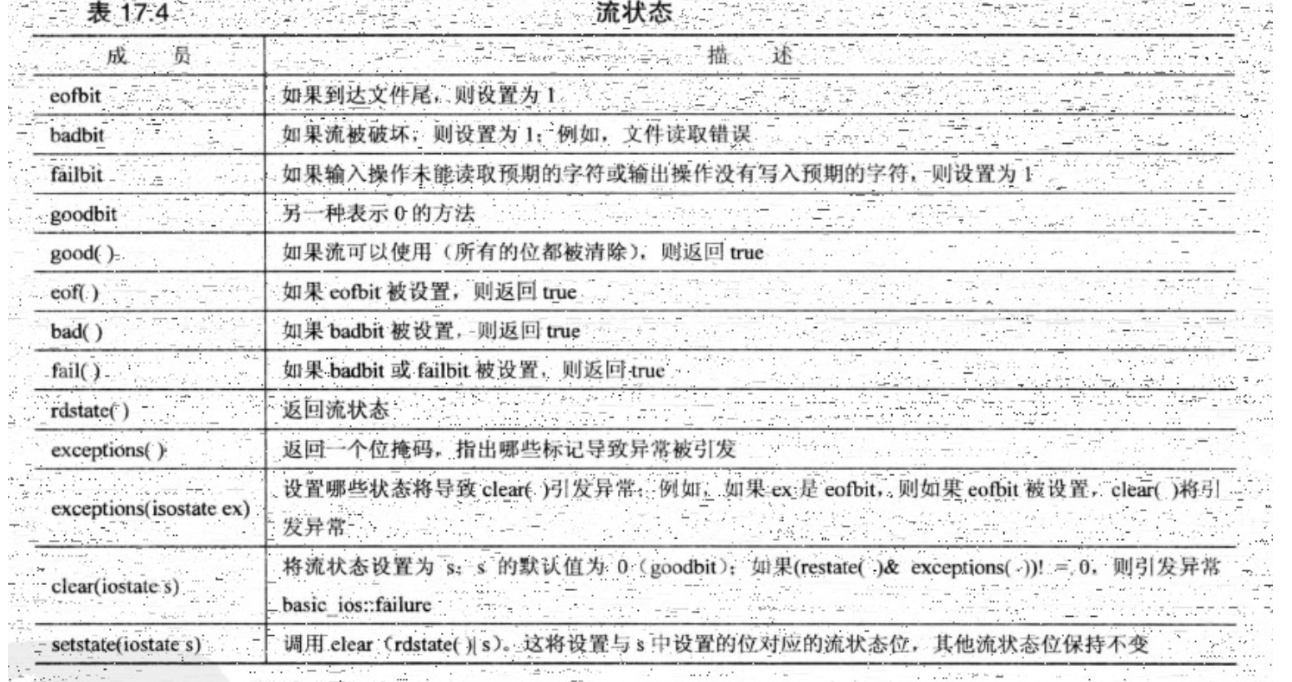 表 17.4 流状态
成 员 描 述
eofbit 如果到达文件尾，则设置为 1
badbit 如果流被破坏，则设置为 1；例如，文件读取错误
failbit 如果输入操作未能读取预期的字符或输出操作没有写入预期的字符，则设置为 1
goodbit 另一种表示 0 的方法
good( ) 如果流可以使用（所有的位都被清除），则返回 true
eof( ) 如果 eofbit 被设置，则返回 true
bad( ) 如果 badbit 被设置，则返回 true
fail( ) 如果 badbit 或 failbit 被设置，则返回 true
rdstate( ) 返回流状态
exceptions( ) 返回一个位掩码，指出哪些标记导致异常被引发
exceptions(isostate ex) 设置哪些状态将导致 clear( )引发异常；例如，如果 ex 是 eofbit，则如果 eofbit 被设置，clear( )将引
发异常
clear(iostate s) 将流状态设置为 s；s 的默认值为 0（goodbit）；如果(restate( )& exceptions( ))! = 0，则引发异常
basic_ios::failure
setstate(iostate s) 调用 clear（rdstate( )| s）。这将设置与 s 中设置的位对应的流状态位，其他流状态位保持不变